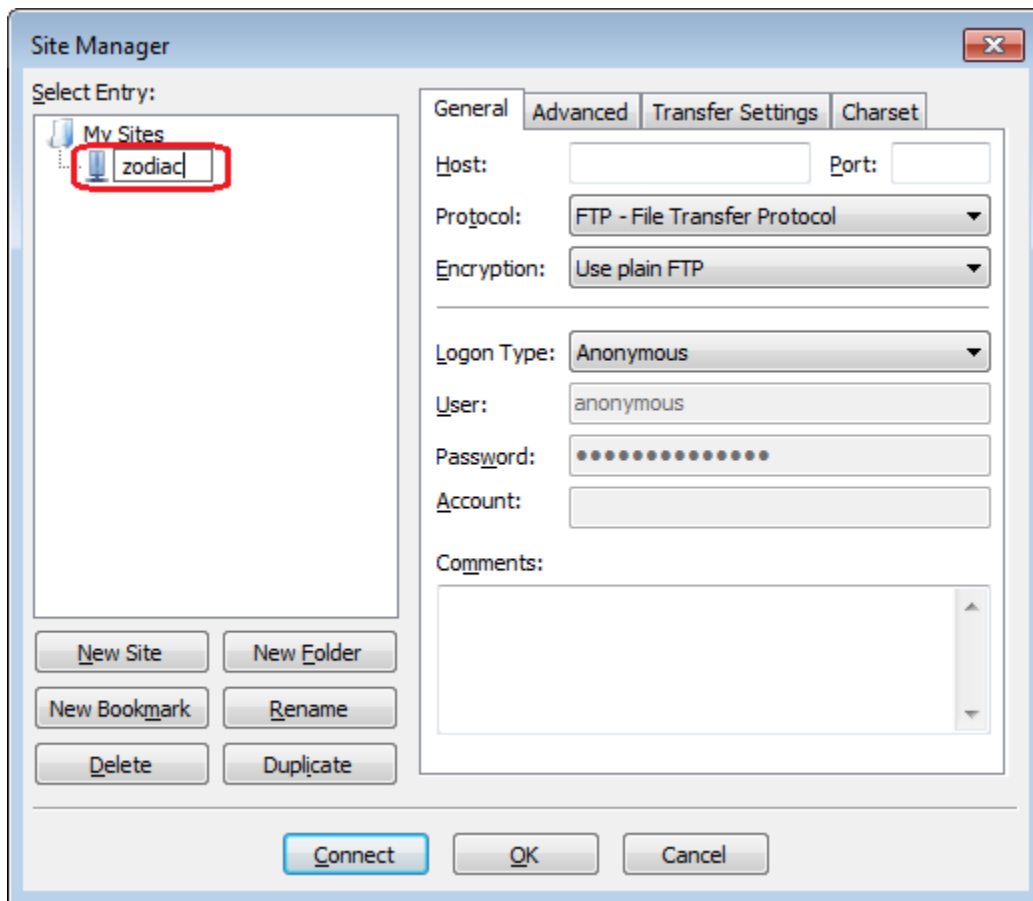 Site Manager
Select Entry:
My Sites
zodiac
New Site
New Folder
New Bookmark
Rename
Delete
Duplicate
General
Advanced
Transfer Settings
Charset
Host:
Port:
Protocol:
FTP - File Transfer Protocol
Encryption:
Use plain FTP
Logon Type:
Anonymous
User:
anonymous
Password:
••••••••••••••
Account:
Comments:
Connect
OK
Cancel